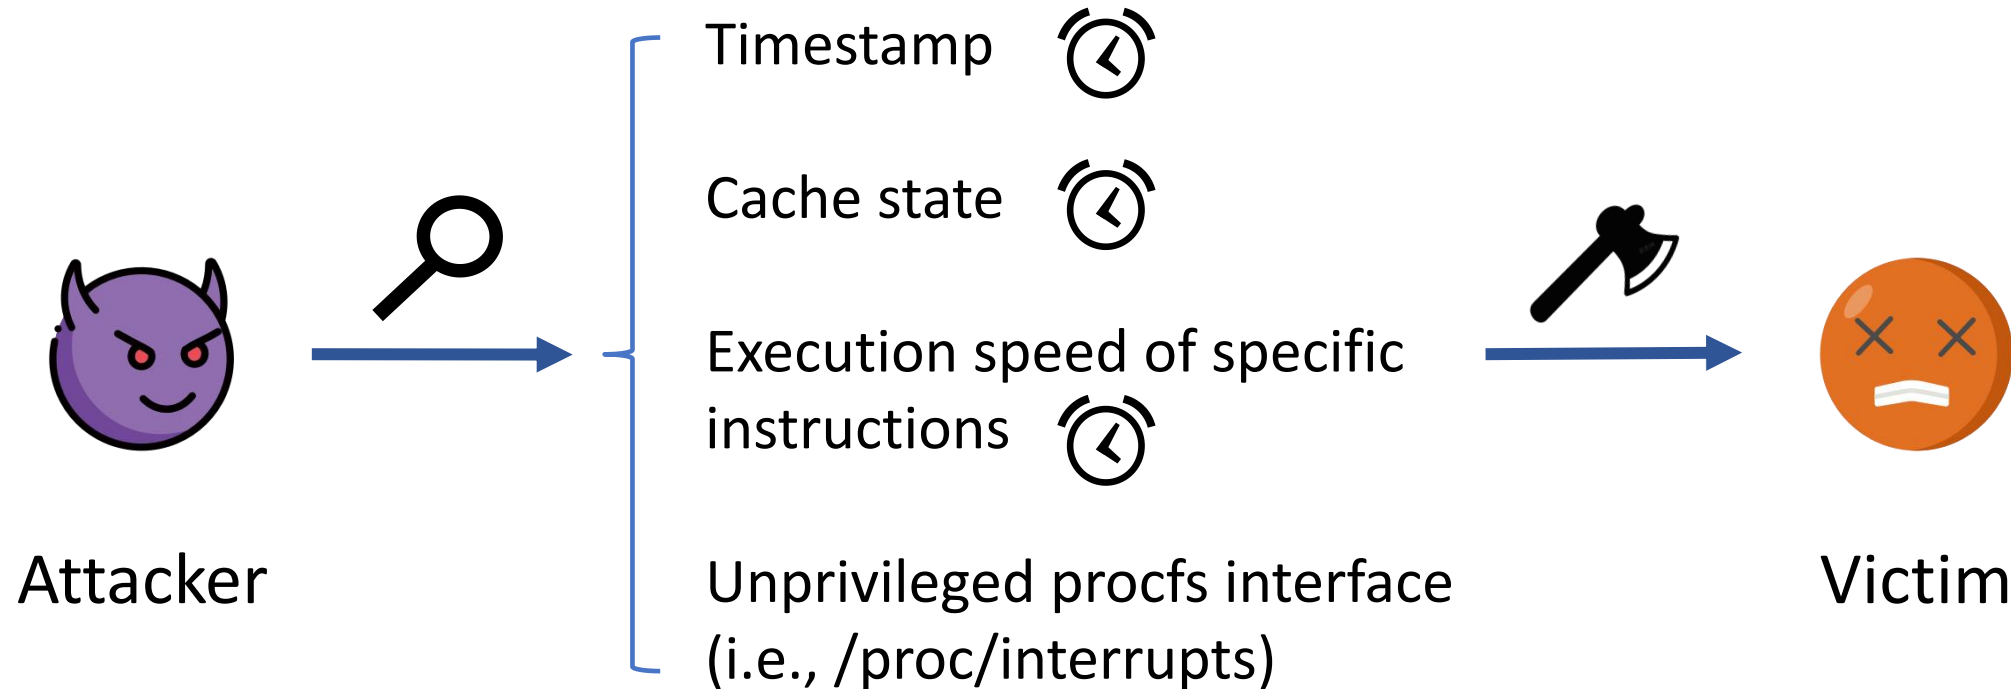 Timestamp
Cache state
Execution speed of specific
instructions
Unprivileged procfs interface
(i.e., /proc/interrupts)
Attacker
Victim